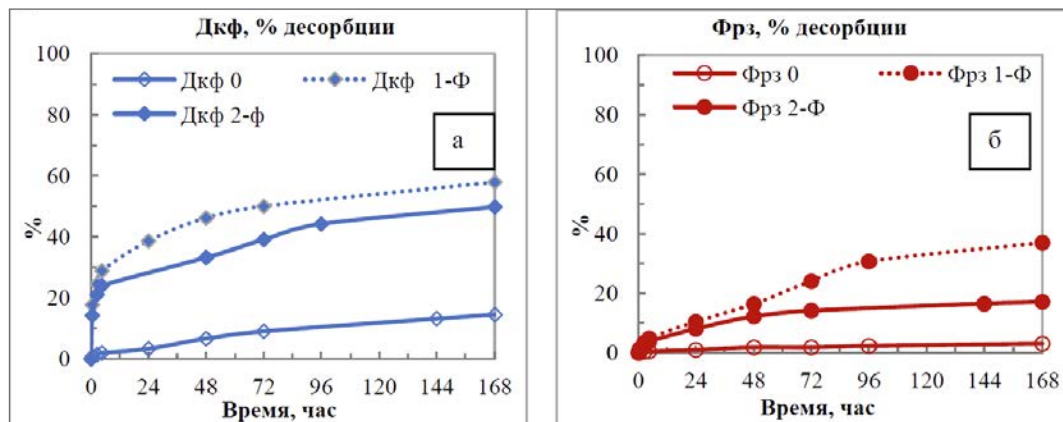 Дкф, % десорбции
100
80
60
40
20
0
%
Дкф 0
Дкф 1-Ф
Дкф 2-ф
а
0 24 48 72 96 120 144 168
Время, час
Фрз, % десорбции
100
80
60
40
20
0
%
Фрз 0
Фрз 1-Ф
Фрз 2-Ф
б
0 24 48 72 96 120 144 168
Время, час